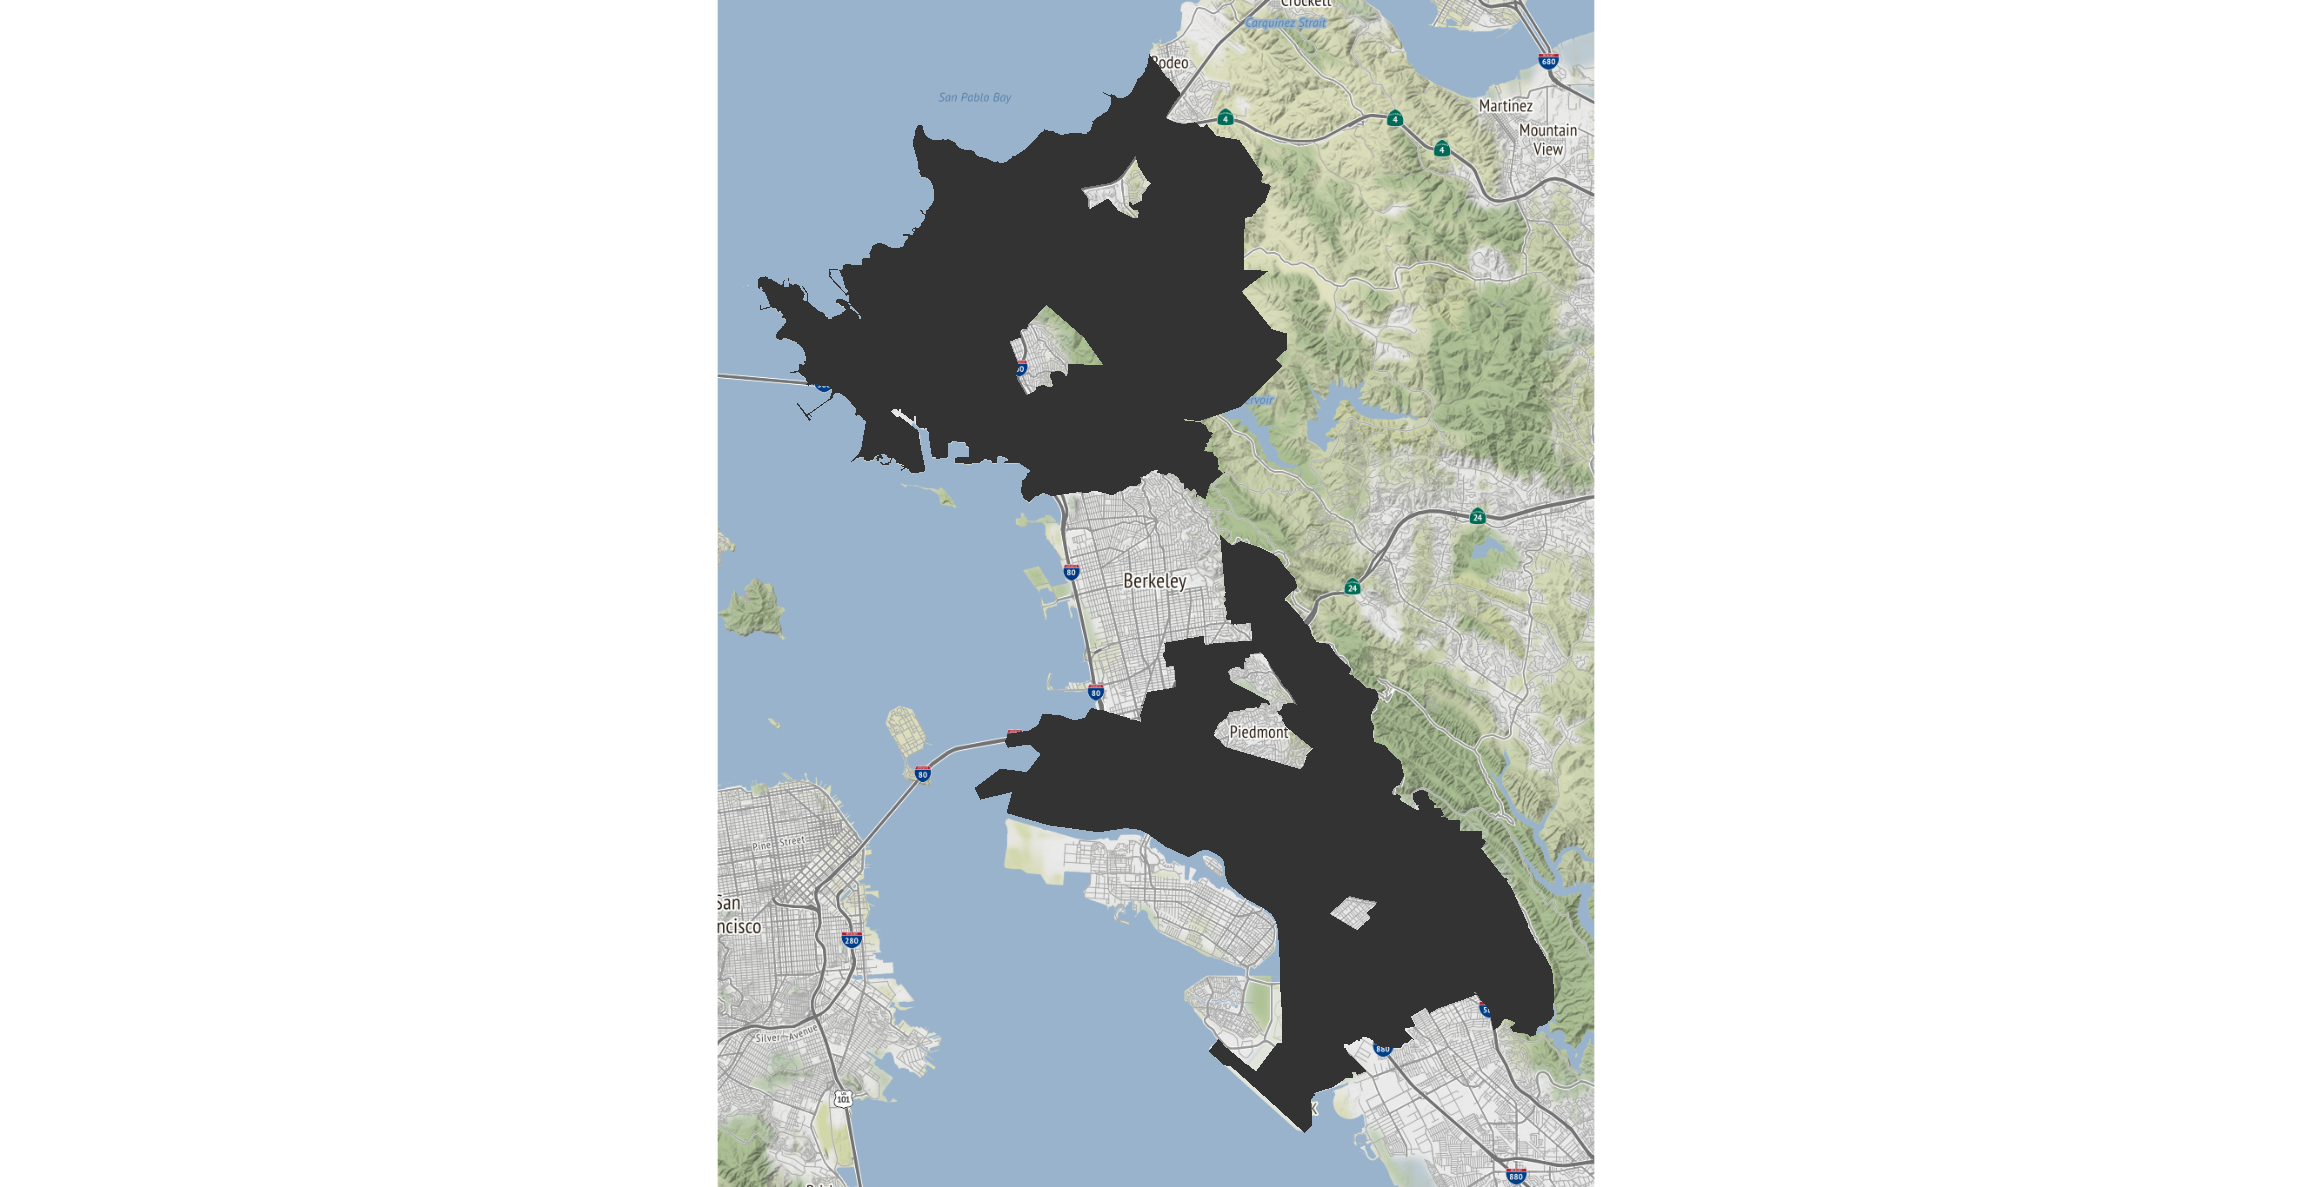 Crockett
Carquinez Strait
680
Rodeo
San Pablo Bay
Martinez
4
4
Mountain
View
4
80
ervoir
24
80
Berkeley
24
80
Piedmont
80
Pine Street
San
ncisco
280
Silver Avenue
880
101
880